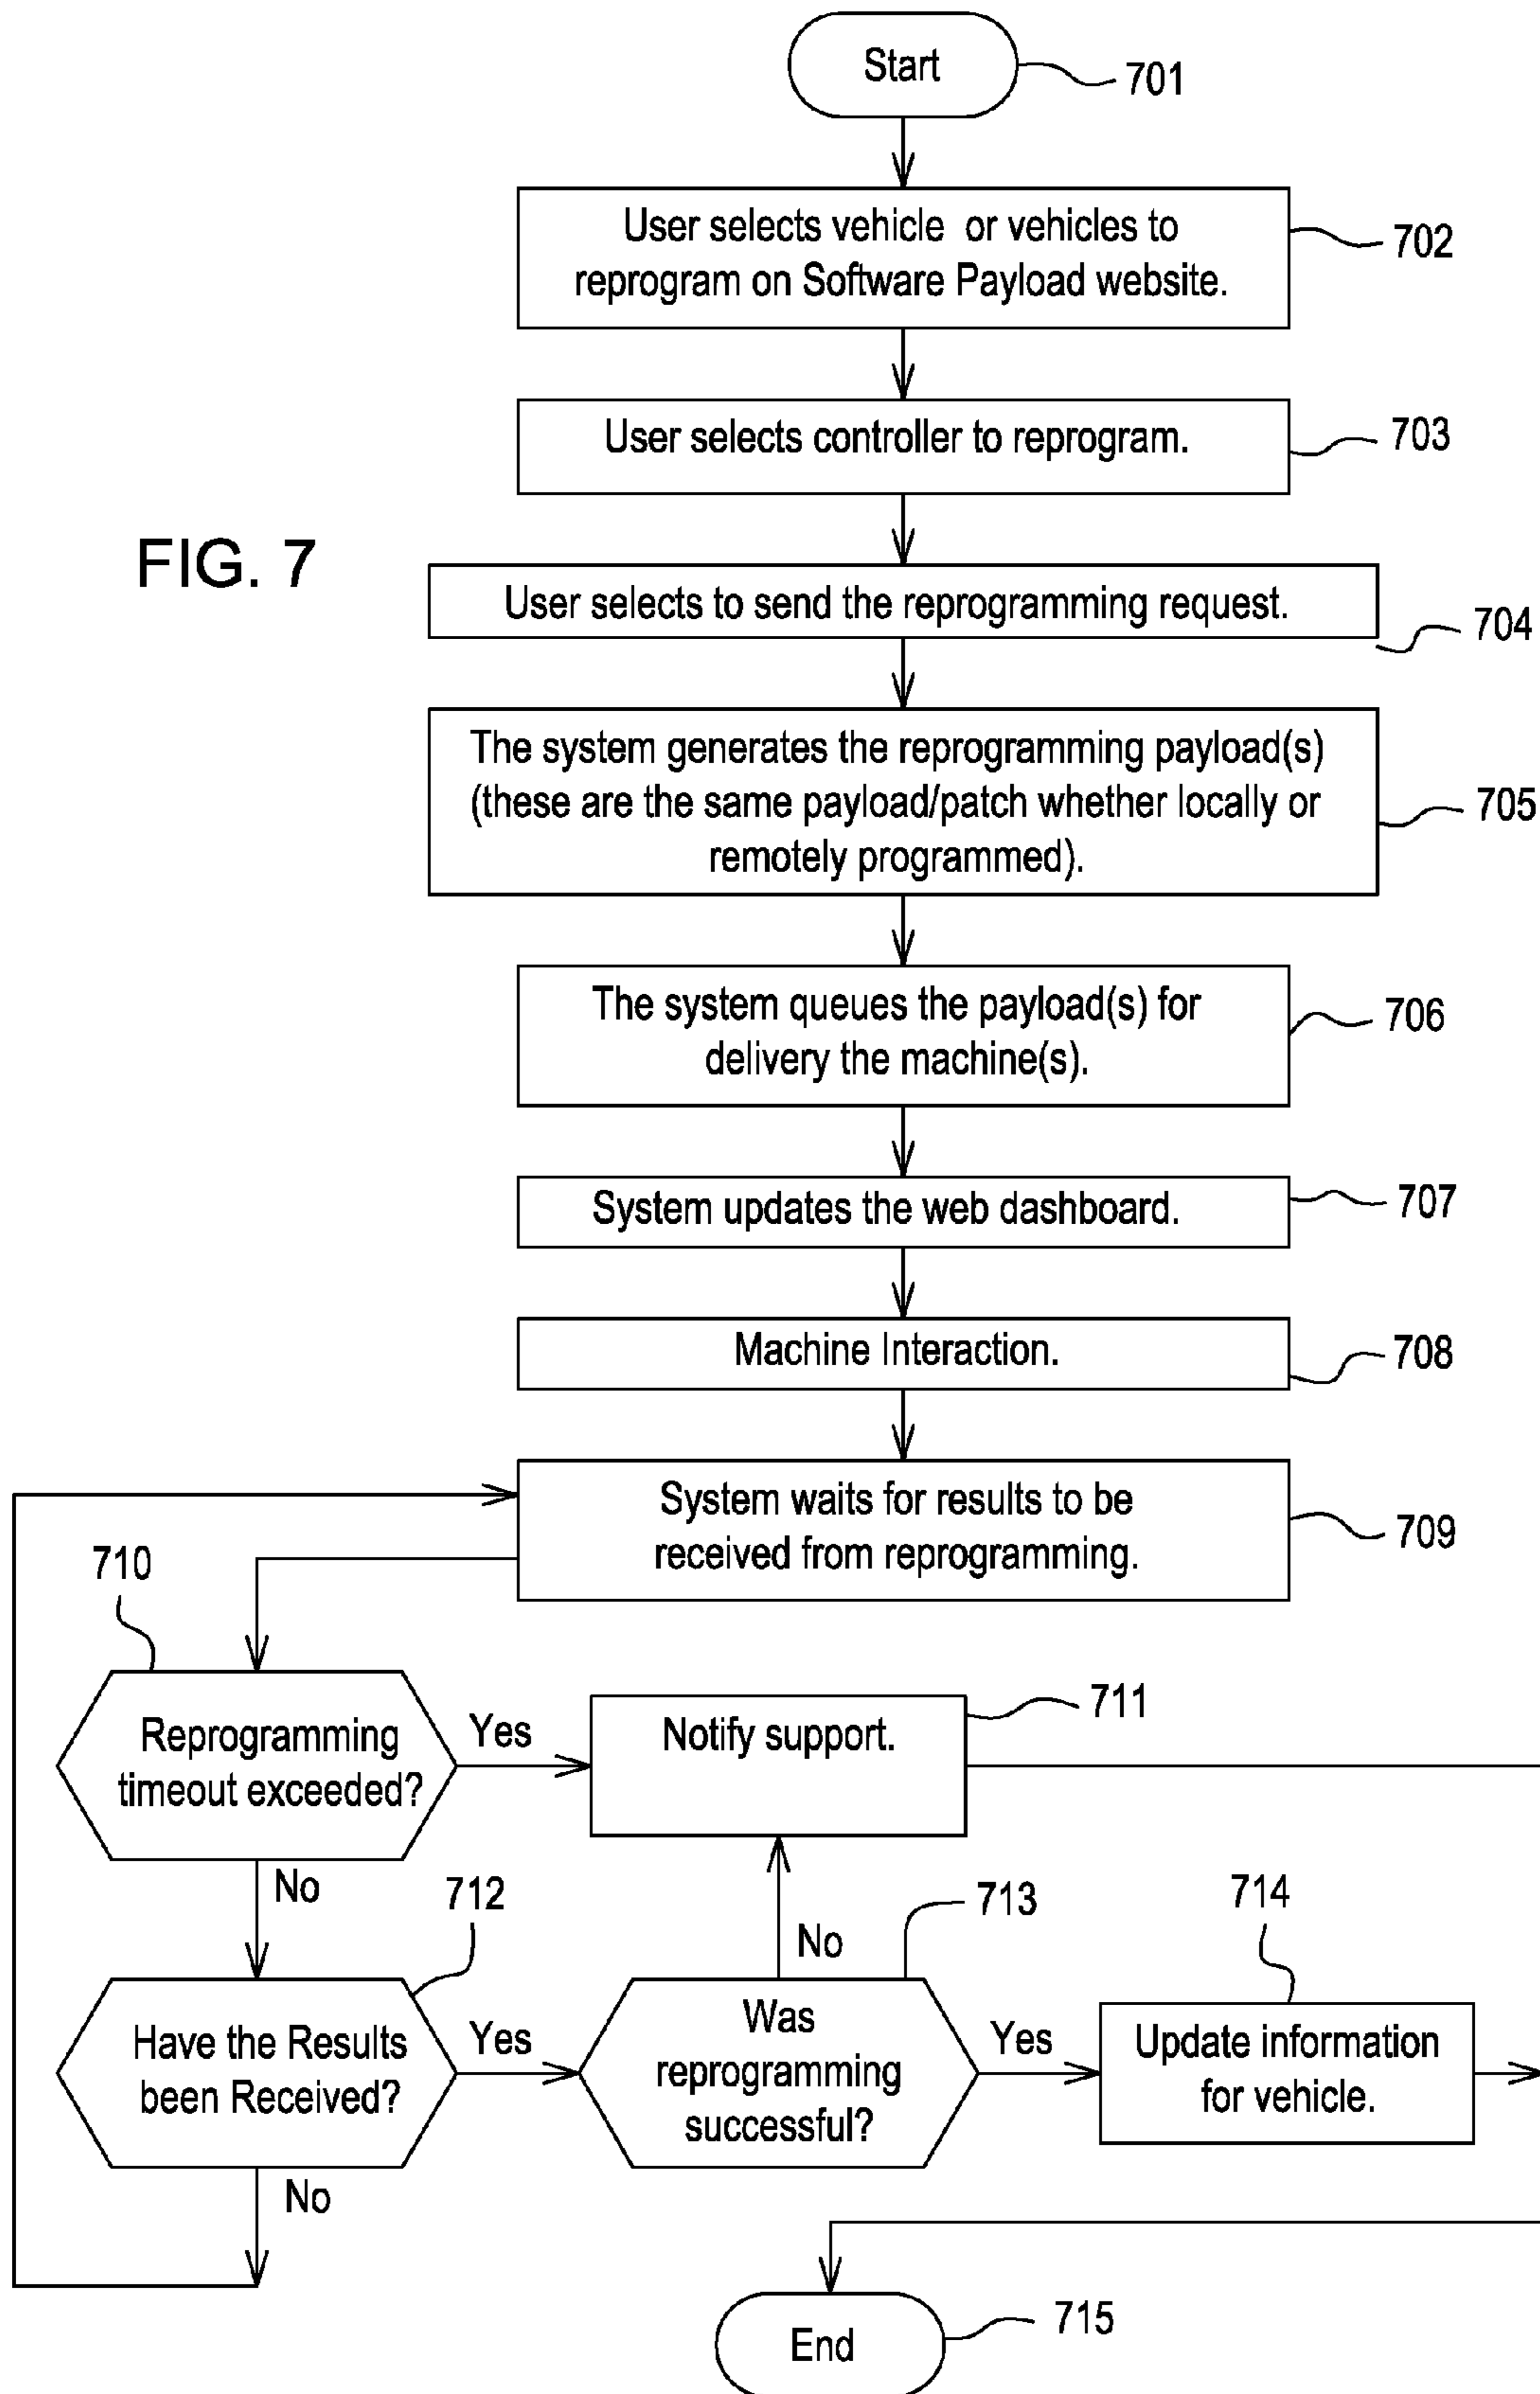 Start
701
User selects vehicle or vehicles to
reprogram on Software Payload website.
702
User selects controller to reprogram.
703
FIG. 7
User selects to send the reprogramming request.
704
The system generates the reprogramming payload(s)
(these are the same payload/patch whether locally or
remotely programmed).
705
The system queues the payload(s) for
delivery the machine(s).
706
System updates the web dashboard.
707
Machine Interaction.
708
System waits for results to be
received from reprogramming.
709
710
Reprogramming
timeout exceeded?
Yes
Notify support.
711
No
712
No
713
714
Have the Results
been Received?
Yes
Was
reprogramming
successful?
Yes
Update information
for vehicle.
No
End
715